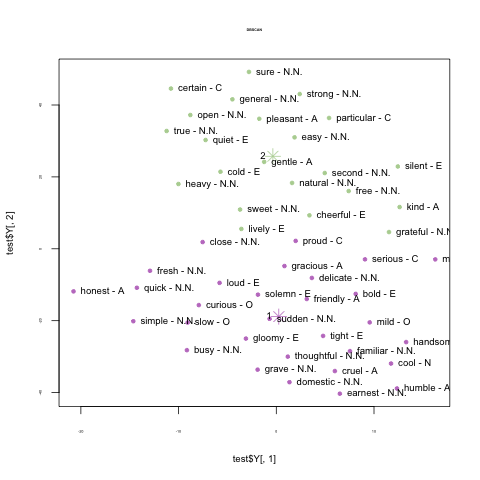 DBSCAN
sure - N.N.
certain - C
strong - N.N.
general - N.N.
open - N.N.
pleasant - A
particular - C
true - N.N.
quiet - E
easy - N.N.
2
gentle - A
silent - E
cold - E
second - N.N.
heavy - N.N.
natural - N.N.
free - N.N.
sweet - N.N.
kind - A
cheerful - E
lively - E
grateful - N.N
close - N.N.
proud - C
serious - C
m
gracious - A
fresh - N.N.
delicate - N.N.
loud - E
honest - A
quick - N.N.
solemn - E
bold - E
friendly - A
curious - O
1
sudden - N.N.
simple - N.N.
slow - O
mild - O
gloomy - E
tight - E
handsom
busy - N.N.
familiar - N.N.
thoughtful - N.N.
cool - N
grave - N.N.
cruel - A
domestic - N.N.
humble - A
earnest - N.N.
test$Y[, 2]
test$Y[, 1]